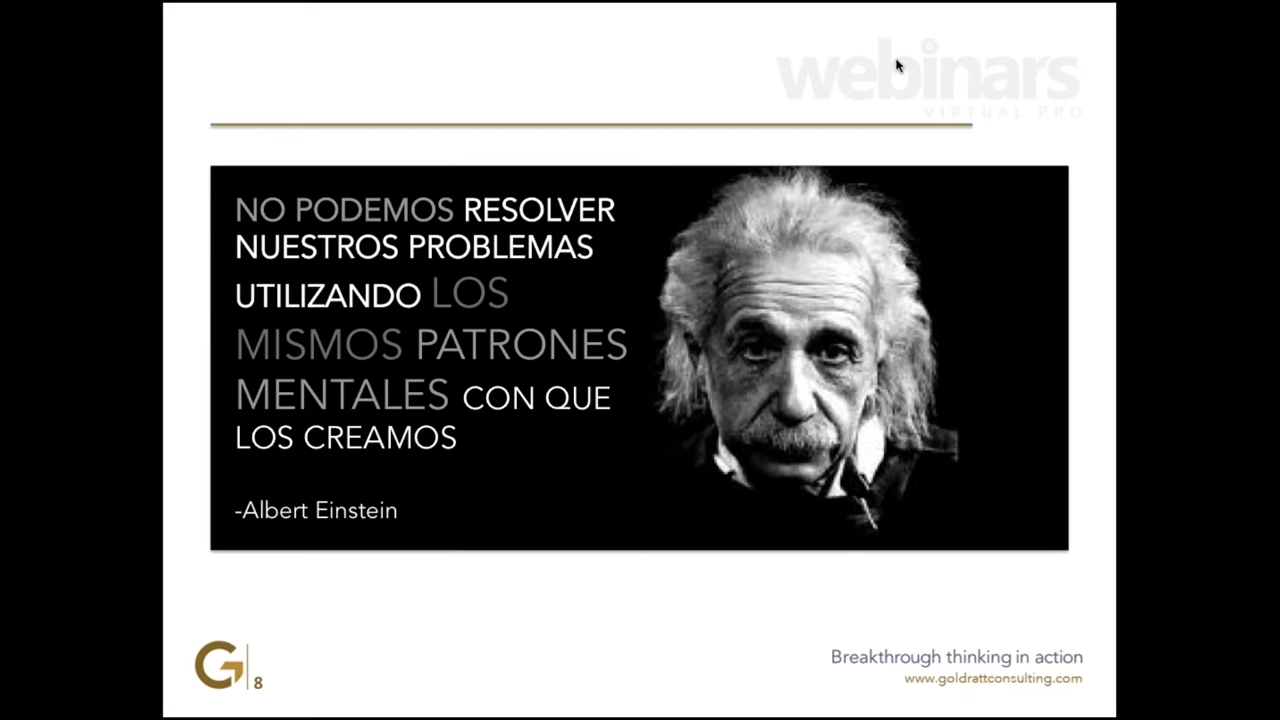 webinars
VIRTUAL PRO
NO PODEMOS RESOLVER
NUESTROS PROBLEMAS
UTILIZANDO LOS
MISMOS PATRONES
MENTALES CON QUE
LOS CREAMOS
-Albert Einstein
G 8
Breakthrough thinking in action
www.goldrattconsulting.com